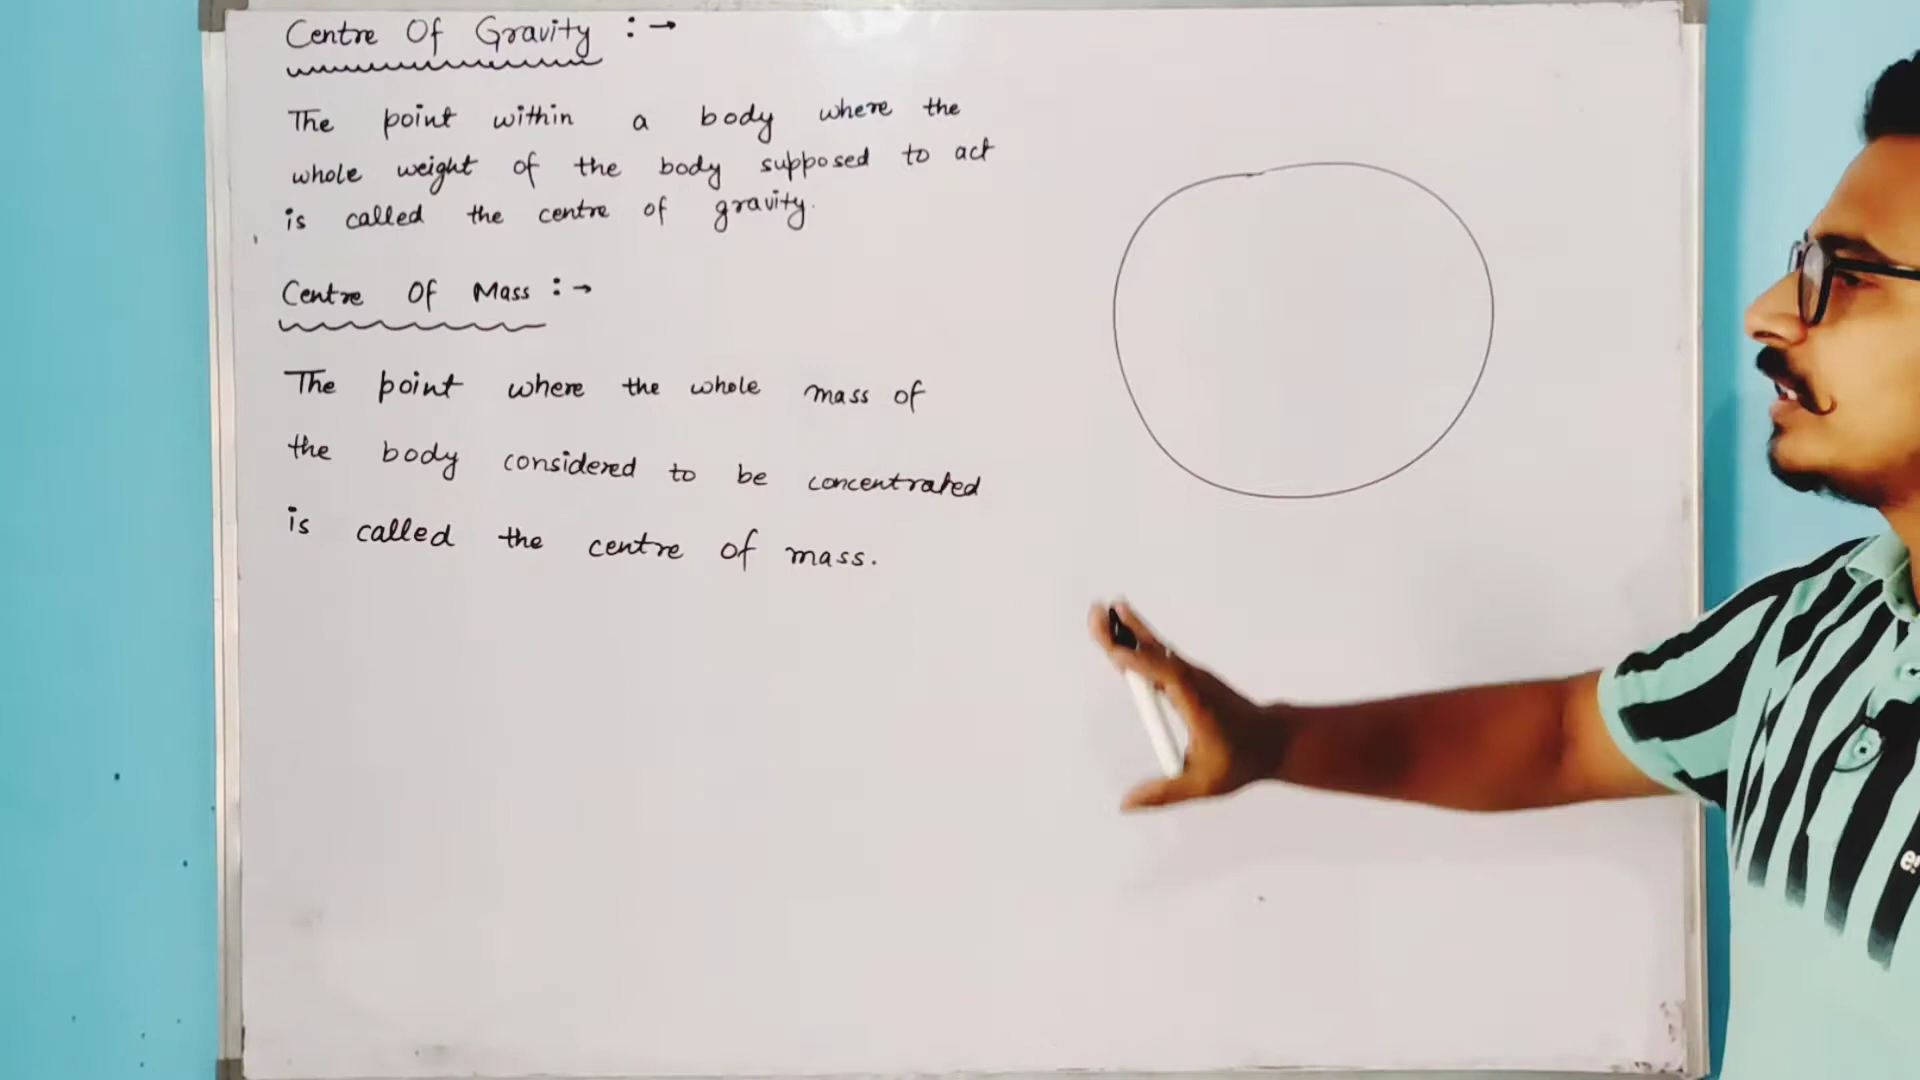 Centre Of Gravity :→
The point within a body where the
whole weight of the body supposed to act
is called the centre of gravity.
Centre Of Mass :→
The point where the whole mass of
the body considered to be concentrated
is called the centre of mass.